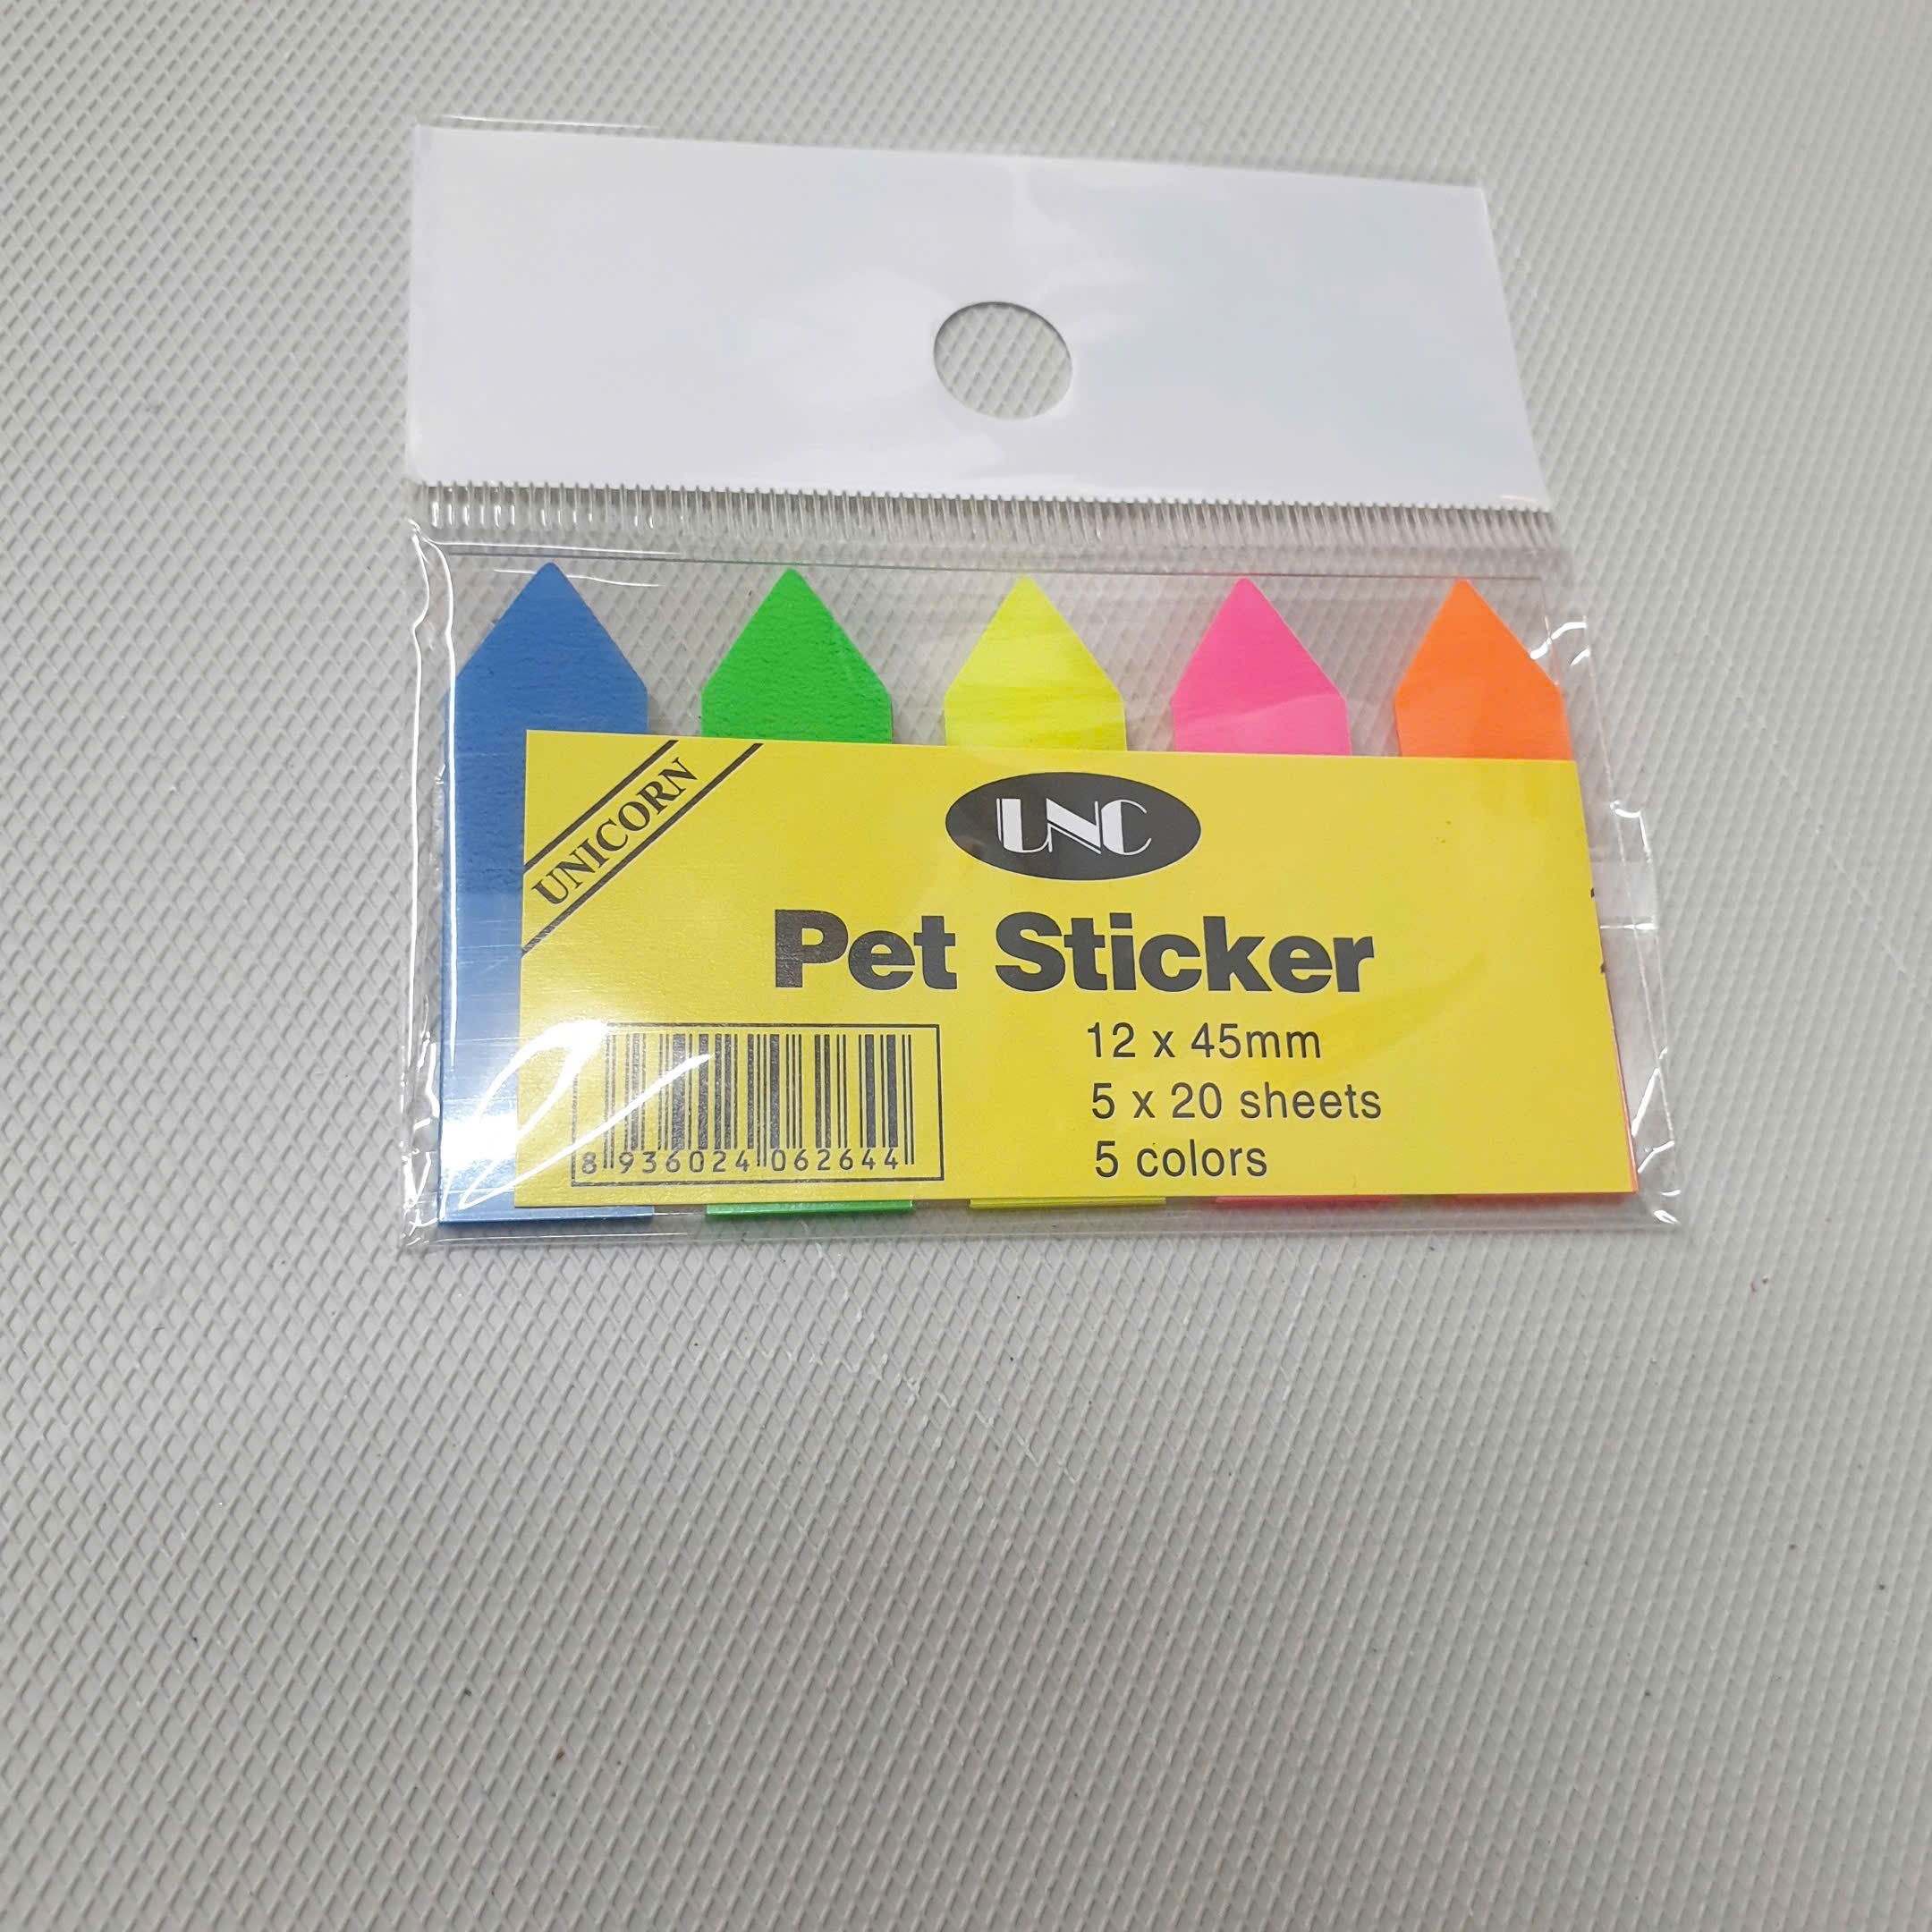 UNICORN
UNC
Pet Sticker
12 x 45mm
5 x 20 sheets
5 colors
8 936024 062644